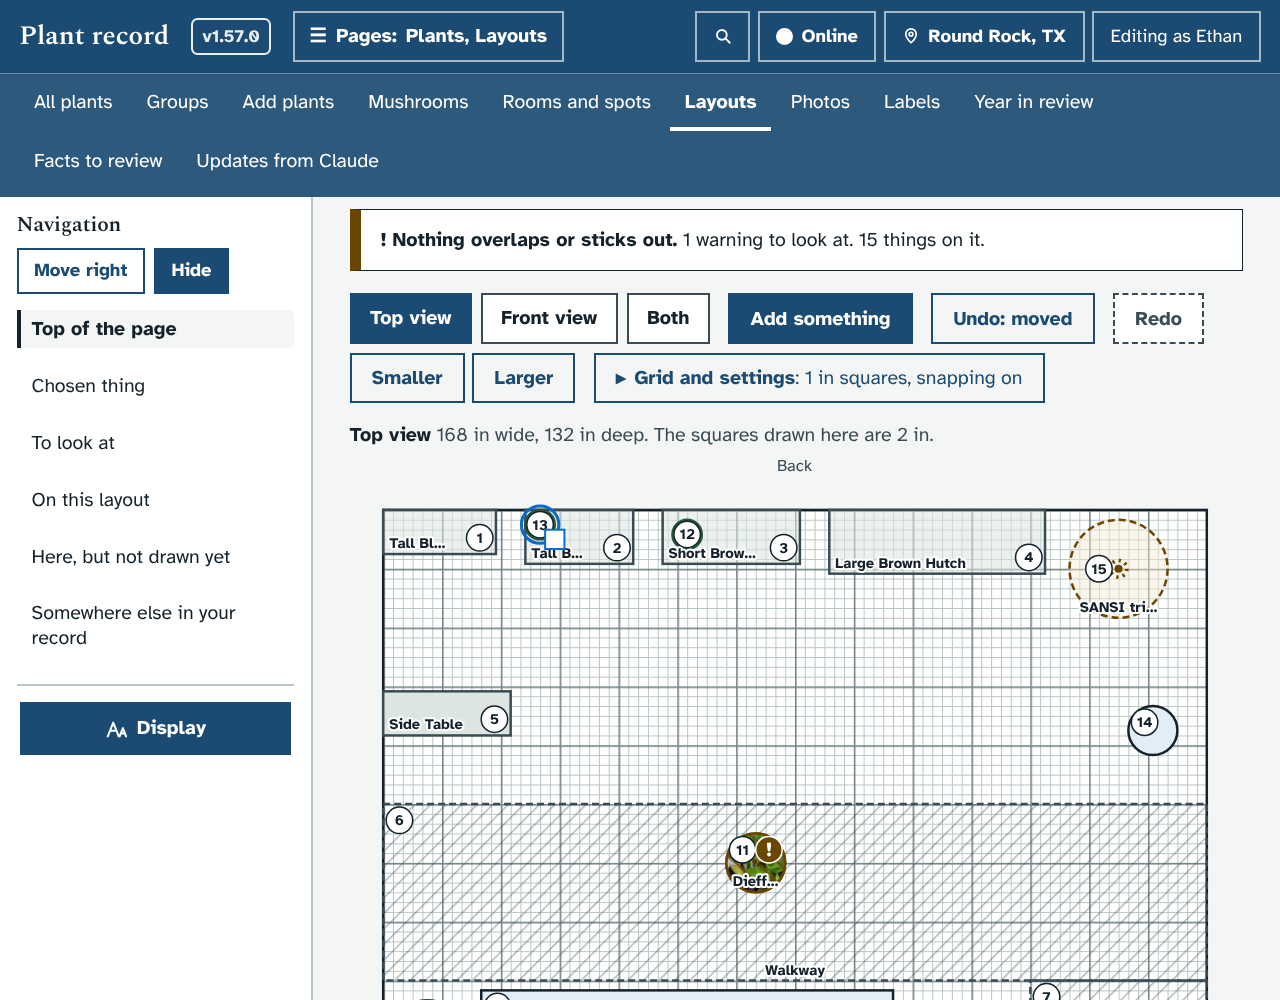 Plant record
v1.57.0
☰ Pages: Plants, Layouts
Online
Round Rock, TX
Editing as Ethan
All plants
Groups
Add plants
Mushrooms
Rooms and spots
Layouts
Photos
Labels
Year in review
Facts to review
Updates from Claude
Navigation
Move right
Hide
Top of the page
Chosen thing
To look at
On this layout
Here, but not drawn yet
Somewhere else in your
record
Display
! Nothing overlaps or sticks out. 1 warning to look at. 15 things on it.
Top view
Front view
Both
Add something
Undo: moved
Redo
Smaller
Larger
▸ Grid and settings: 1 in squares, snapping on
Top view 168 in wide, 132 in deep. The squares drawn here are 2 in.
Back
Tall Bl...
1
13
Tall B...
2
12
Short Brow...
3
Large Brown Hutch
4
15
SANSI tri...
Side Table
5
14
6
11
!
Dieff...
Walkway
7